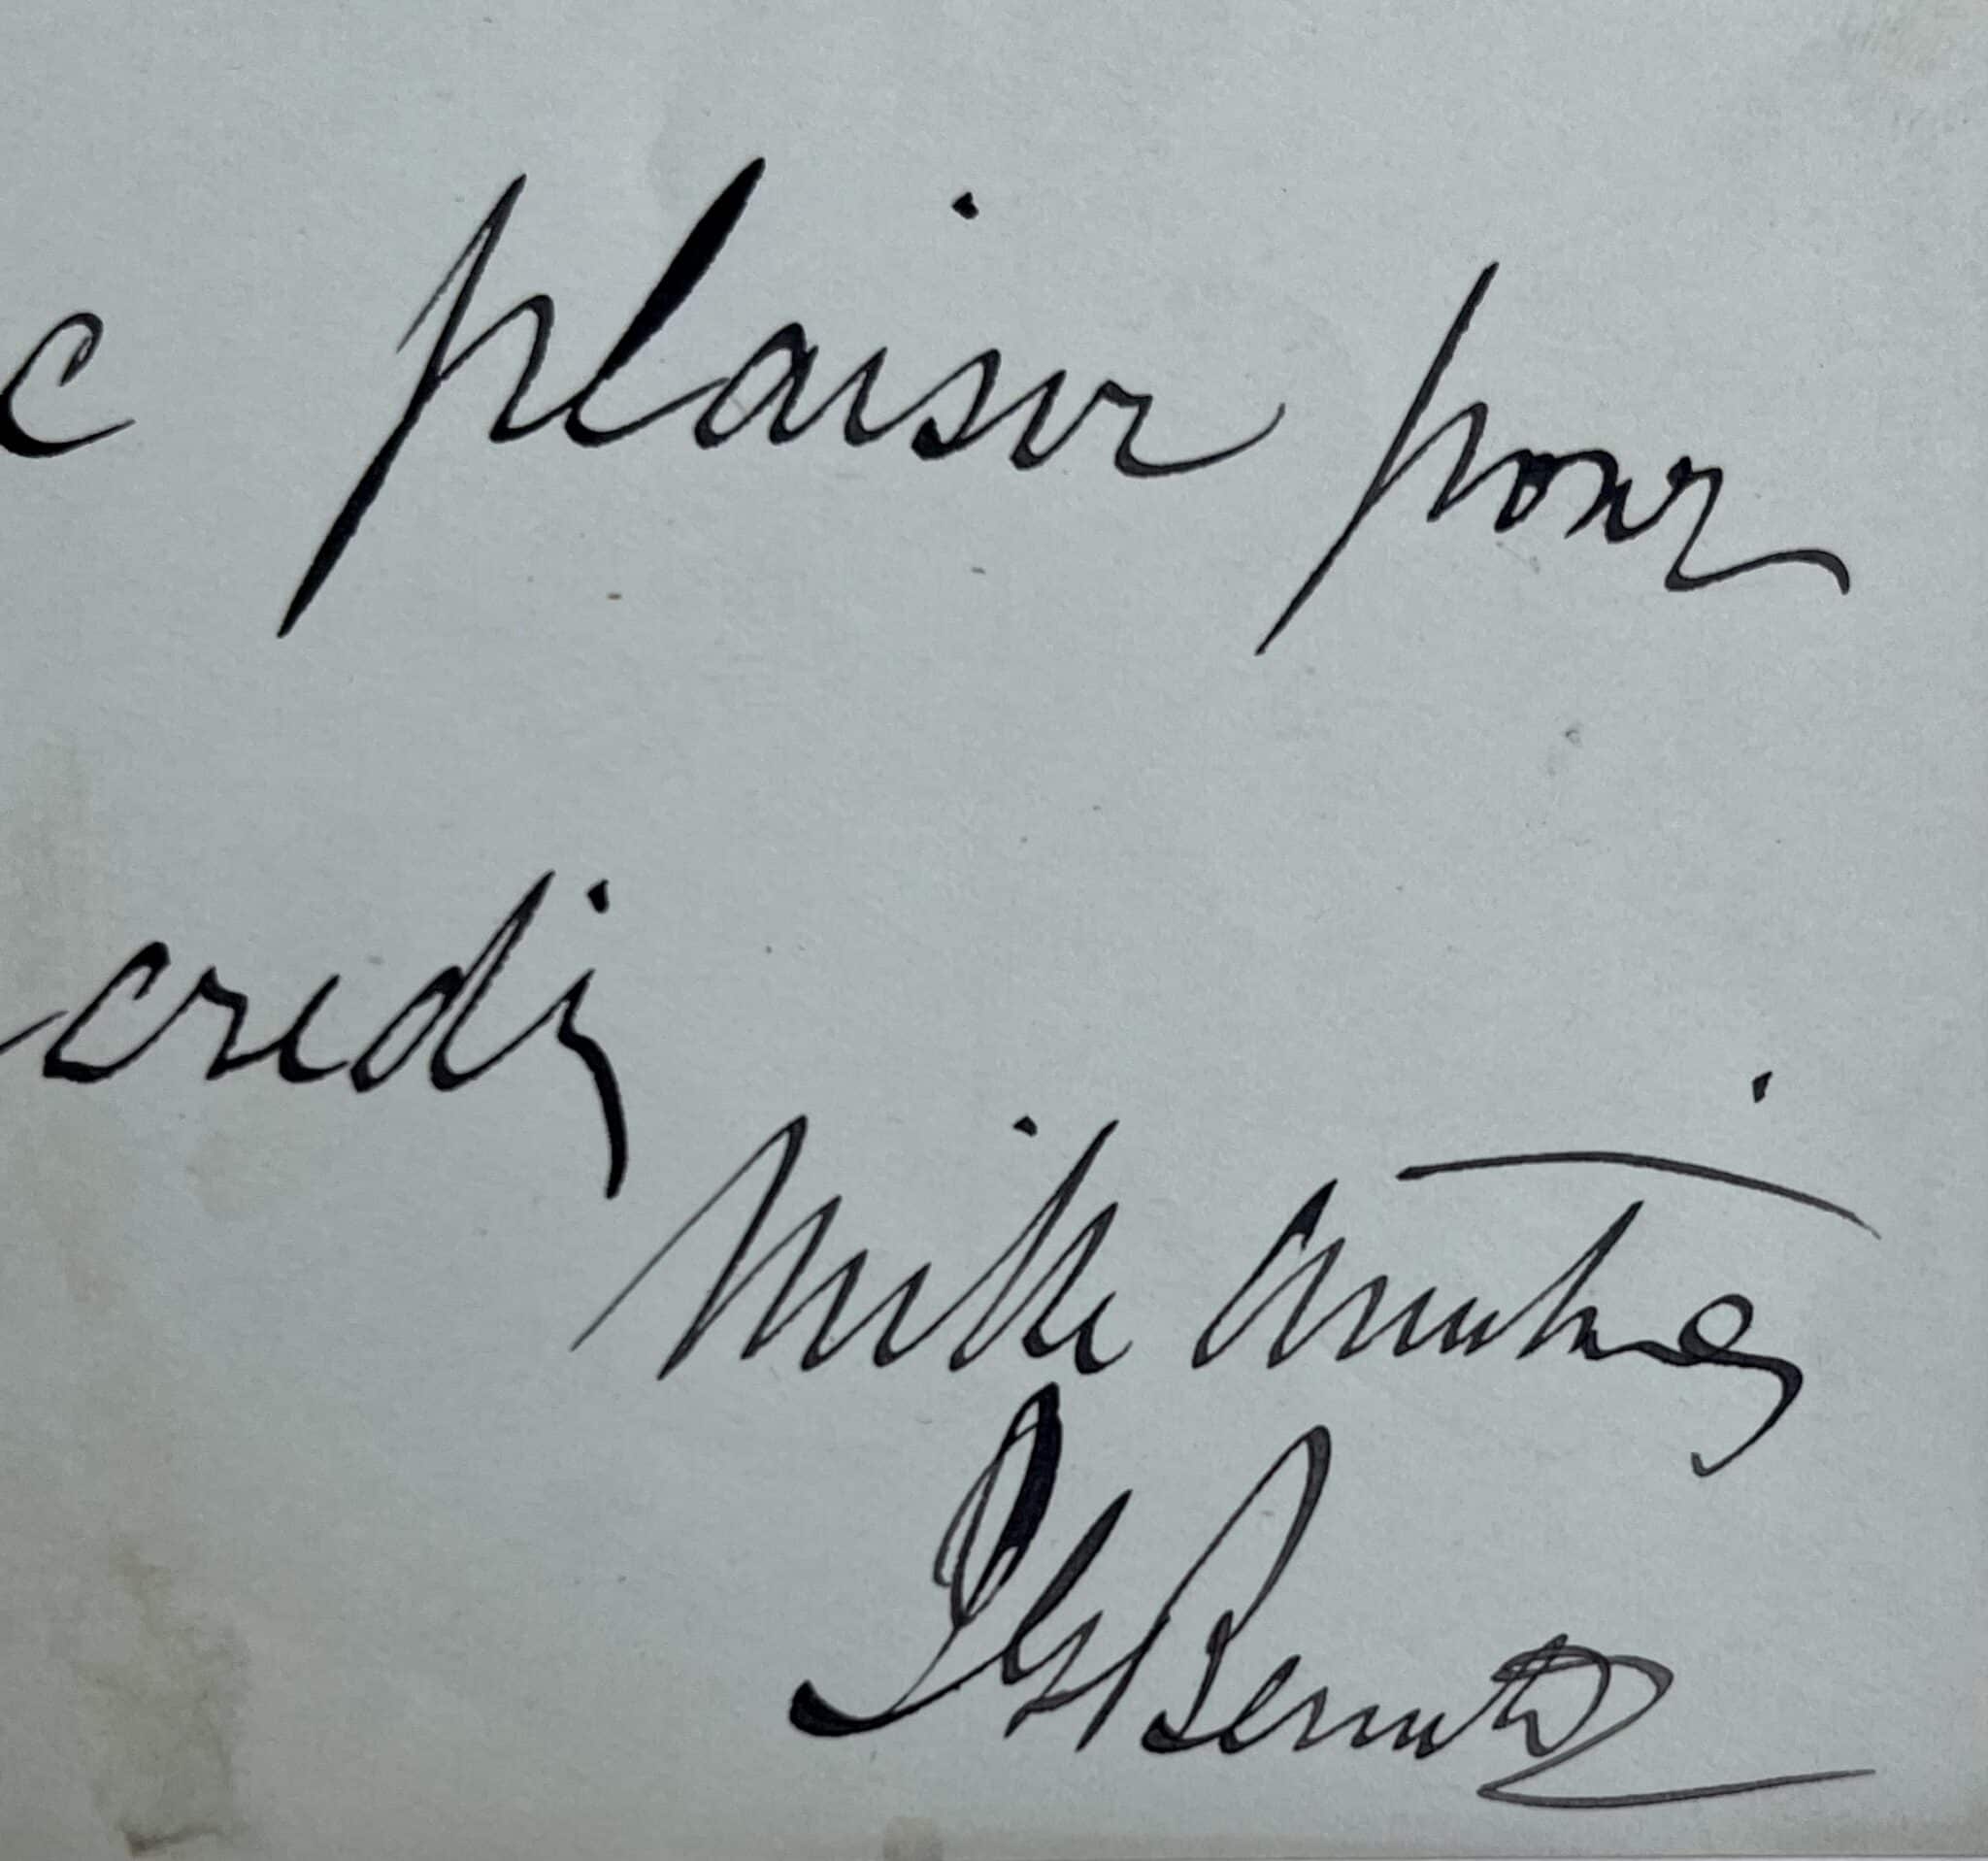 c plaisir pour
credi
Mille amitiés